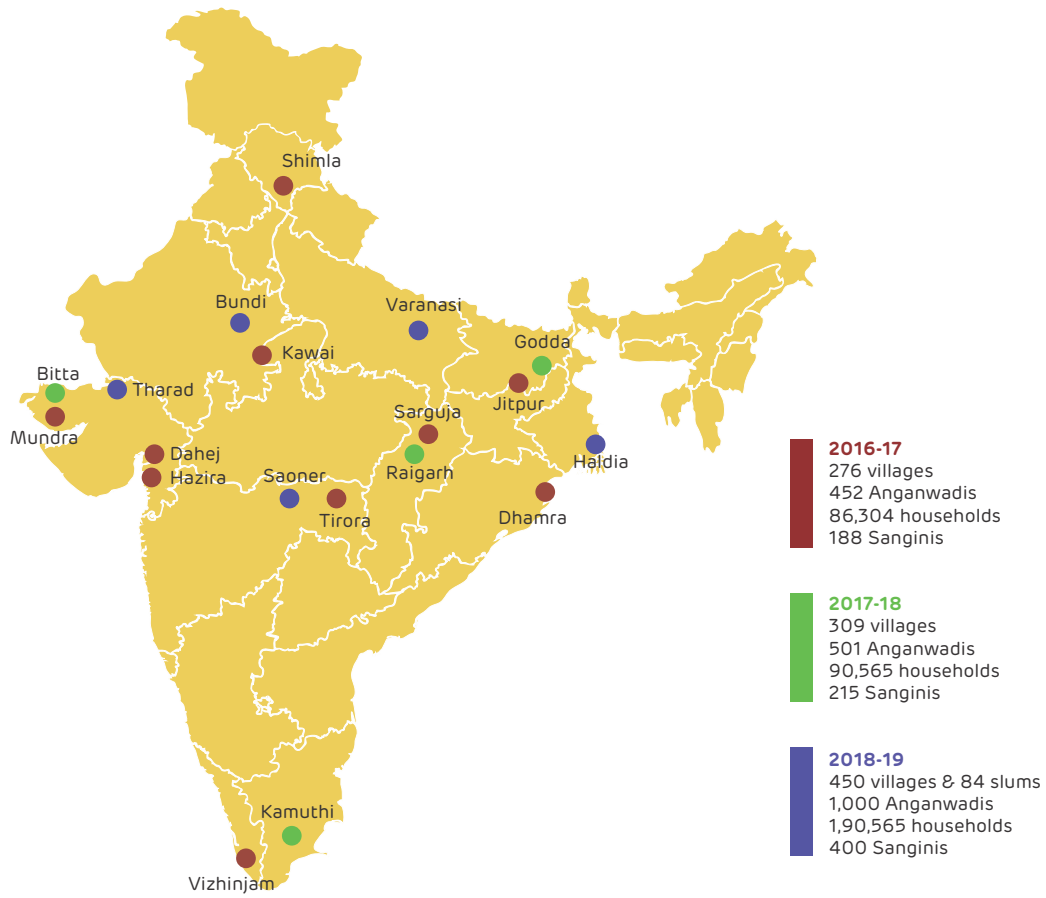 Shimla
Bundi
Varanasi
Godda
Kawai
Bitta
Tharad
Jitpur
Sarguja
Mundra
Dahej
Haldia
Raigarh
Hazira
Saoner
Dhamra
Tirora
Kamuthi
Vizhinjam
2016-17
276 villages
452 Anganwadis
86,304 households
188 Sanginis
2017-18
309 villages
501 Anganwadis
90,565 households
215 Sanginis
2018-19
450 villages & 84 slums
1,000 Anganwadis
1,90,565 households
400 Sanginis